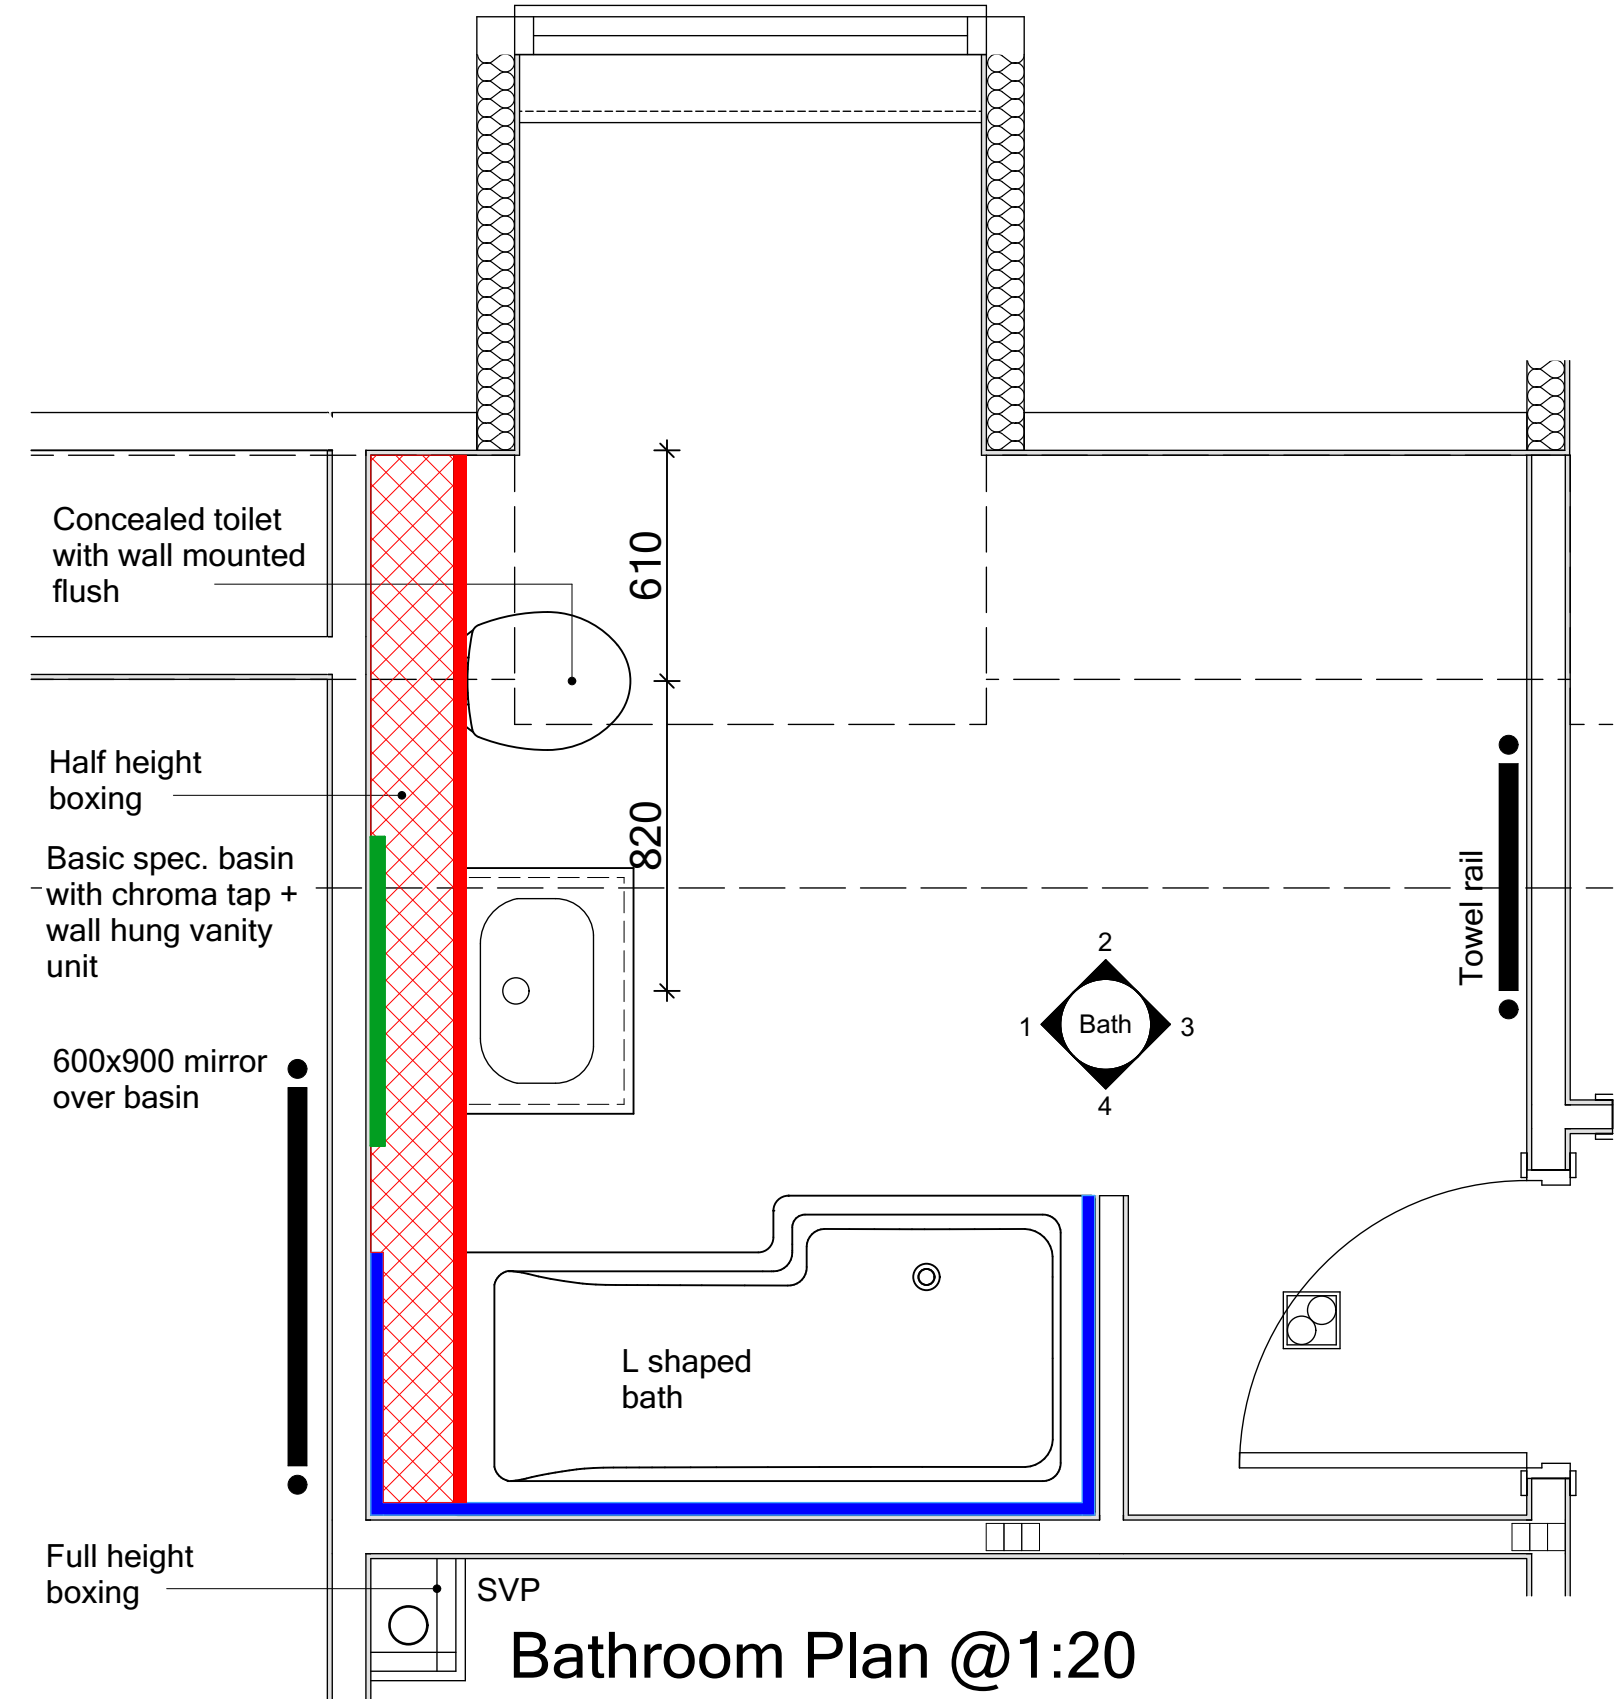 Concealed toilet
with wall mounted
flush
610
Half height
boxing
820
Basic spec. basin
with chroma tap +
wall hung vanity
unit
Towel rail
2
1 Bath 3
4
600x900 mirror
over basin
L shaped
bath
Full height
boxing
SVP
Bathroom Plan @1:20